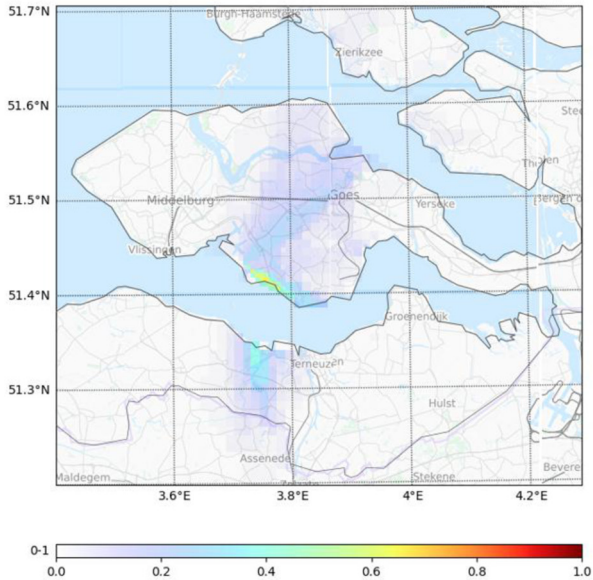 51.7°N
Burgh-Haamstede
Zierikzee
51.6°N
Middelburg
Goes
Yerseke
51.5°N
Vlissingen
51.4°N
Groenendijk
Terneuzen
51.3°N
Hulst
Assenede
Maldegem
Stekene
3.6°E 3.8°E 4°E 4.2°E
0-1
0.0 0.2 0.4 0.6 0.8 1.0